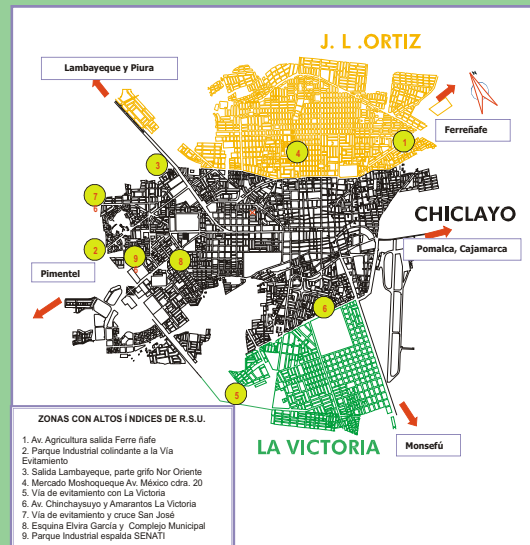 J. L .ORTIZ
Lambayeque y Piura
N
Ferreñafe
1
4
3
7
6
CHICLAYO
Pomalca, Cajamarca
2
9
8
8
Pimentel
6
5
LA VICTORIA
Monsefú
ZONAS CON ALTOS ÍNDICES DE R.S.U.
1. Av. Agricultura salida Ferre ñafe
2. Parque Industrial colindante a la Vía
Evitamiento
3. Salida Lambayeque, parte grifo Nor Oriente
4. Mercado Moshoqueque Av. México cdra. 20
5. Vía de evitamiento con La Victoria
6. Av. Chinchaysuyo y Amarantos La Victoria
7. Vía de evitamiento y cruce San José
8. Esquina Elvira García y Complejo Municipal
9. Parque Industrial espalda SENATI